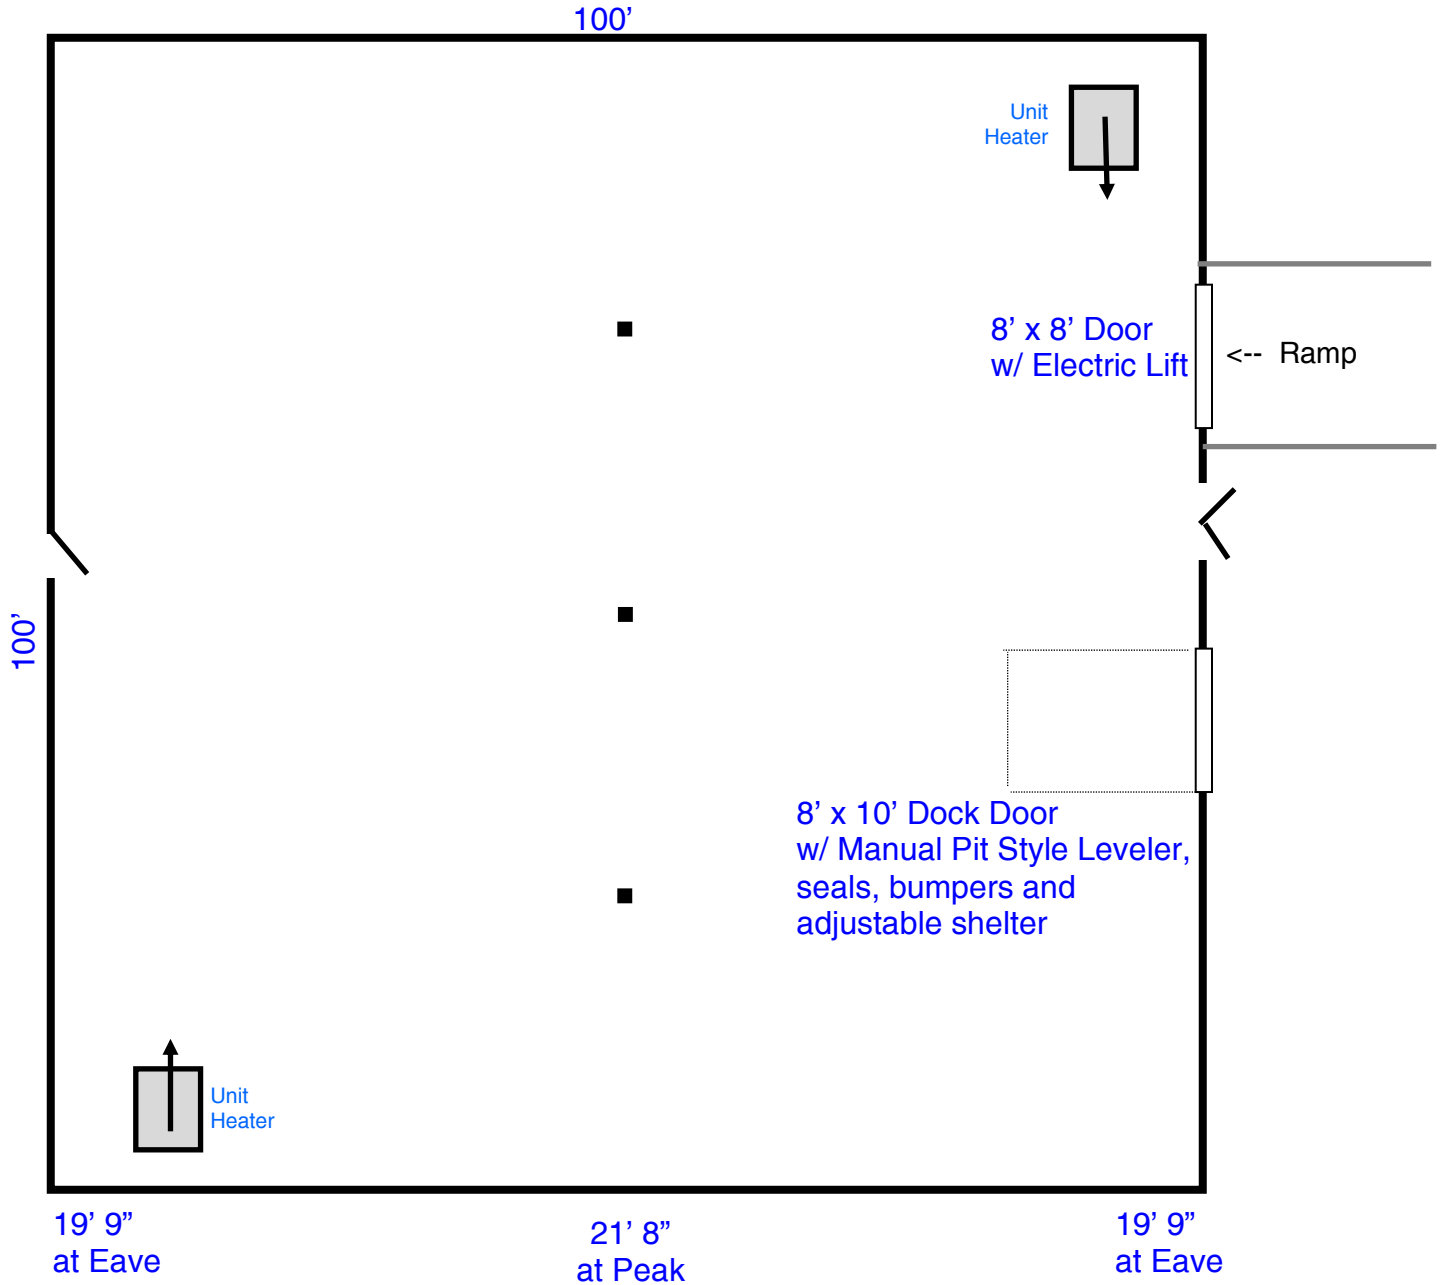 100’
Unit
Heater
8’ x 8’ Door
w/ Electric Lift
<-- Ramp
100’
8’ x 10’ Dock Door
w/ Manual Pit Style Leveler,
seals, bumpers and
adjustable shelter
Unit
Heater
19’ 9”
at Eave
21’ 8”
at Peak
19’ 9”
at Eave